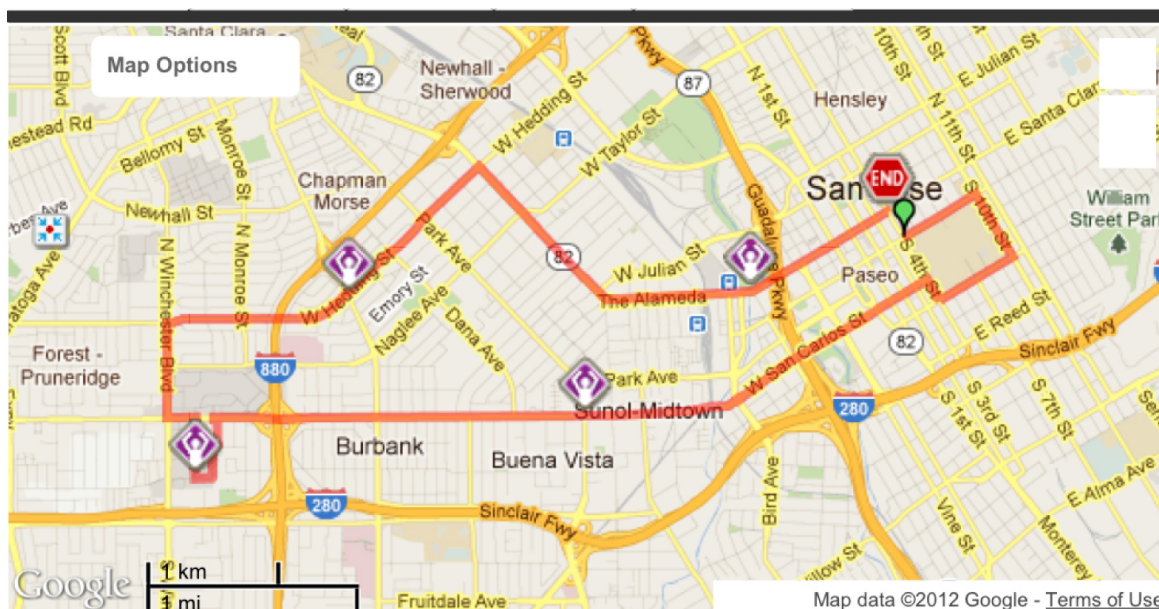 Santa Clara
Scott Blvd
Map Options
82
Newhall -
Sherwood
Pkwy
87
N 1st St
N 10th St
E Julian St
Hensley
N 11th St
E Santa Clar
W Hedding St
W Taylor St
estead Rd
Bellomy St
Monroe St
Chapman
Morse
Newhall St
San
se
END
S 10th St
William
Street Park
N Winchester Blvd
N Monroe St
Park Ave
82
Guadalupe Pkwy
W Julian St
S 4th St
Paseo
W Hedding St
Emory St
Naglee Ave
Dana Ave
The Alameda
E Reed St
82
Sinclair Fwy
Forest -
Pruneridge
880
Park Ave
W San Carlos St
280
S 1st St
S 3rd St
S 7th St
Sunol-Midtown
Burbank
Buena Vista
Bird Ave
280
Sinclair Fwy
E Alma Ave
Vine St
Monterey
Google
1 km
1 mi
Fruitdale Ave
Map data ©2012 Google - Terms of Use